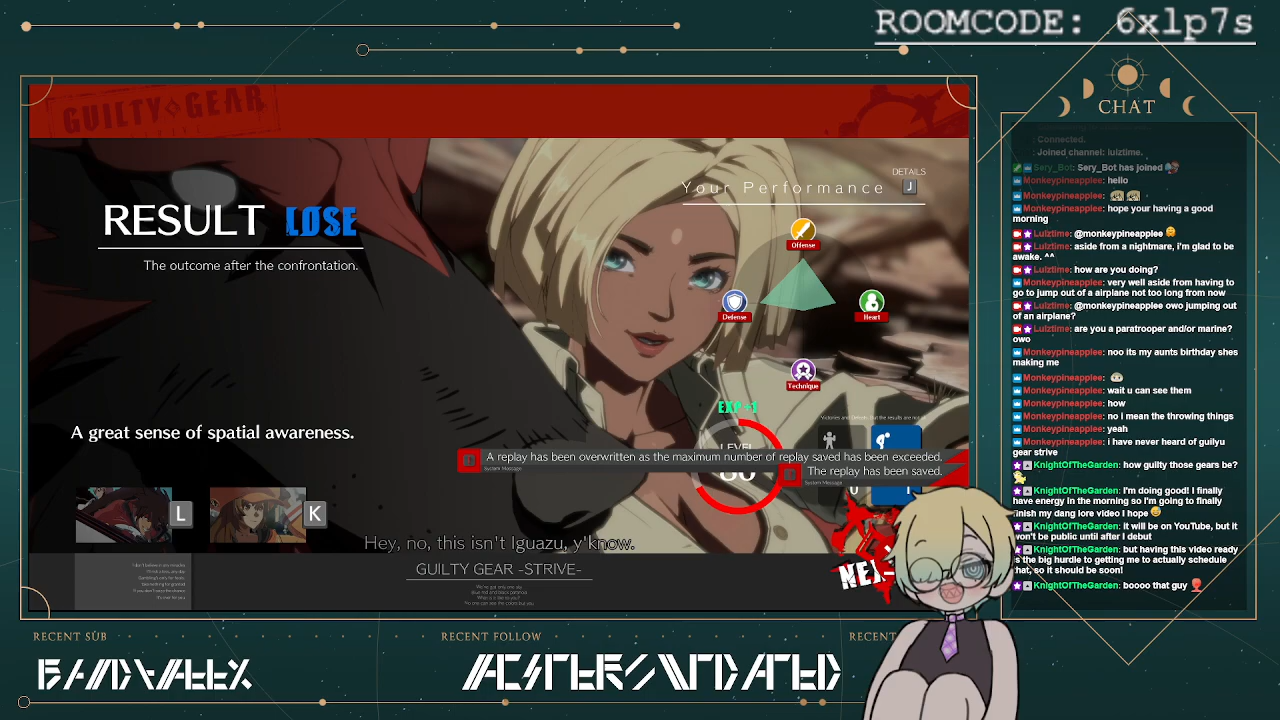 ROOMCODE: 6xlp7s
CHAT
GUILTY GEAR
DETAILS
Your Performance
J
RESULT LOSE
The outcome after the confrontation.
Offense
Defense
Heart
Technique
EXP+1
LEVEL
A replay has been overwritten as the maximum number of replay saved has been exceeded.
System Message
The replay has been saved.
System Message
A great sense of spatial awareness.
L
K
Hey, no, this isn't Iguazu, y'know.
GUILTY GEAR -STRIVE-
: Connected.
: Joined channel: lulztime.
Sery_Bot: Sery_Bot has joined
Monkeypineapplee: hello
Monkeypineapplee:
Monkeypineapplee: hope your having a good
morning
Lulztime: @monkeypineapplee
Lulztime: aside from a nightmare, i'm glad to be
awake. ^^
Lulztime: how are you doing?
Monkeypineapplee: very well aside from having to
go to jump out of a airplane not too long from now
Lulztime: @monkeypineapplee owo jumping out
of an airplane?
Lulztime: are you a paratrooper and/or marine?
owo
Monkeypineapplee: noo its my aunts birthday shes
making me
Monkeypineapplee:
Monkeypineapplee: wait u can see them
Monkeypineapplee: how
Monkeypineapplee: no i mean the throwing things
Monkeypineapplee: yeah
Monkeypineapplee: i have never heard of guilyu
gear strive
KnightOfTheGarden: how guilty those gears be?
KnightOfTheGarden: I'm doing good! I finally
have energy in the morning so I'm going to finally
finish my dang lore video I hope
KnightOfTheGarden: it will be on YouTube, but it
won't be public until after I debut
KnightOfTheGarden: but having this video ready
is the big hurdle to getting me to actually schedule
that, so it should be soon!
KnightOfTheGarden: boooo that guy
RECENT SUB
RECENT FOLLOW
RECENT